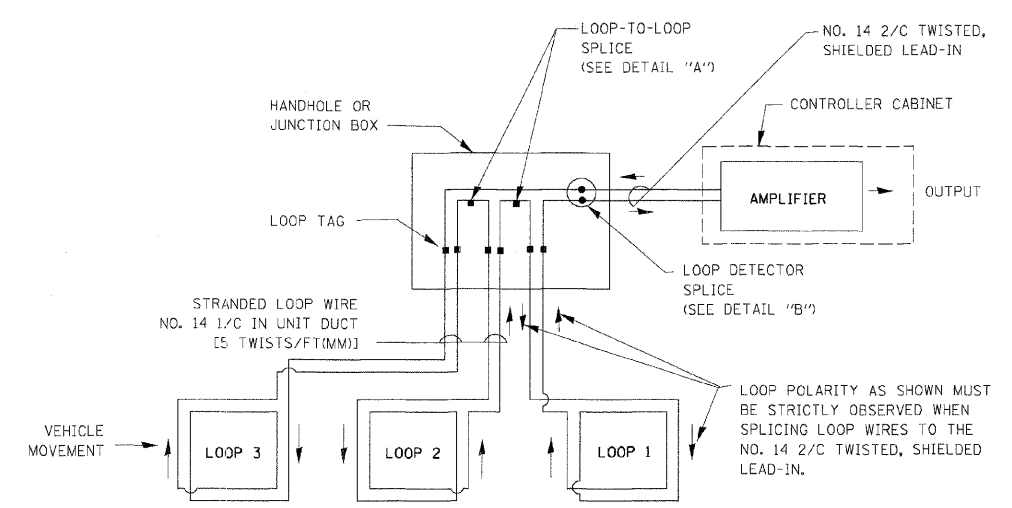 LOOP-TO-LOOP
SPLICE
(SEE DETAIL "A")
NO. 14 2/C TWISTED,
SHIELDED LEAD-IN
HANDHOLE OR
JUNCTION BOX
CONTROLLER CABINET
AMPLIFIER
OUTPUT
LOOP TAG
LOOP DETECTOR
SPLICE
(SEE DETAIL "B")
STRANDED LOOP WIRE
NO. 14 1/C IN UNIT DUCT
[5 TWISTS/FT(MM)]
LOOP POLARITY AS SHOWN MUST
BE STRICTLY OBSERVED WHEN
SPLICING LOOP WIRES TO THE
NO. 14 2/C TWISTED, SHIELDED
LEAD-IN.
VEHICLE
MOVEMENT
LOOP 3
LOOP 2
LOOP 1